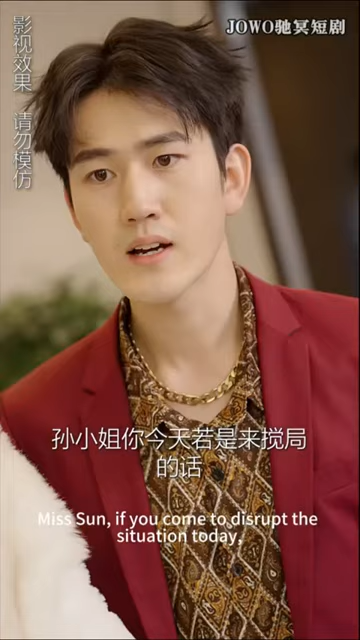 JOWO驰冥短剧
影视效果 请勿模仿
孙小姐你今天若是来搅局
的话
Miss Sun, if you come to disrupt the
situation today,